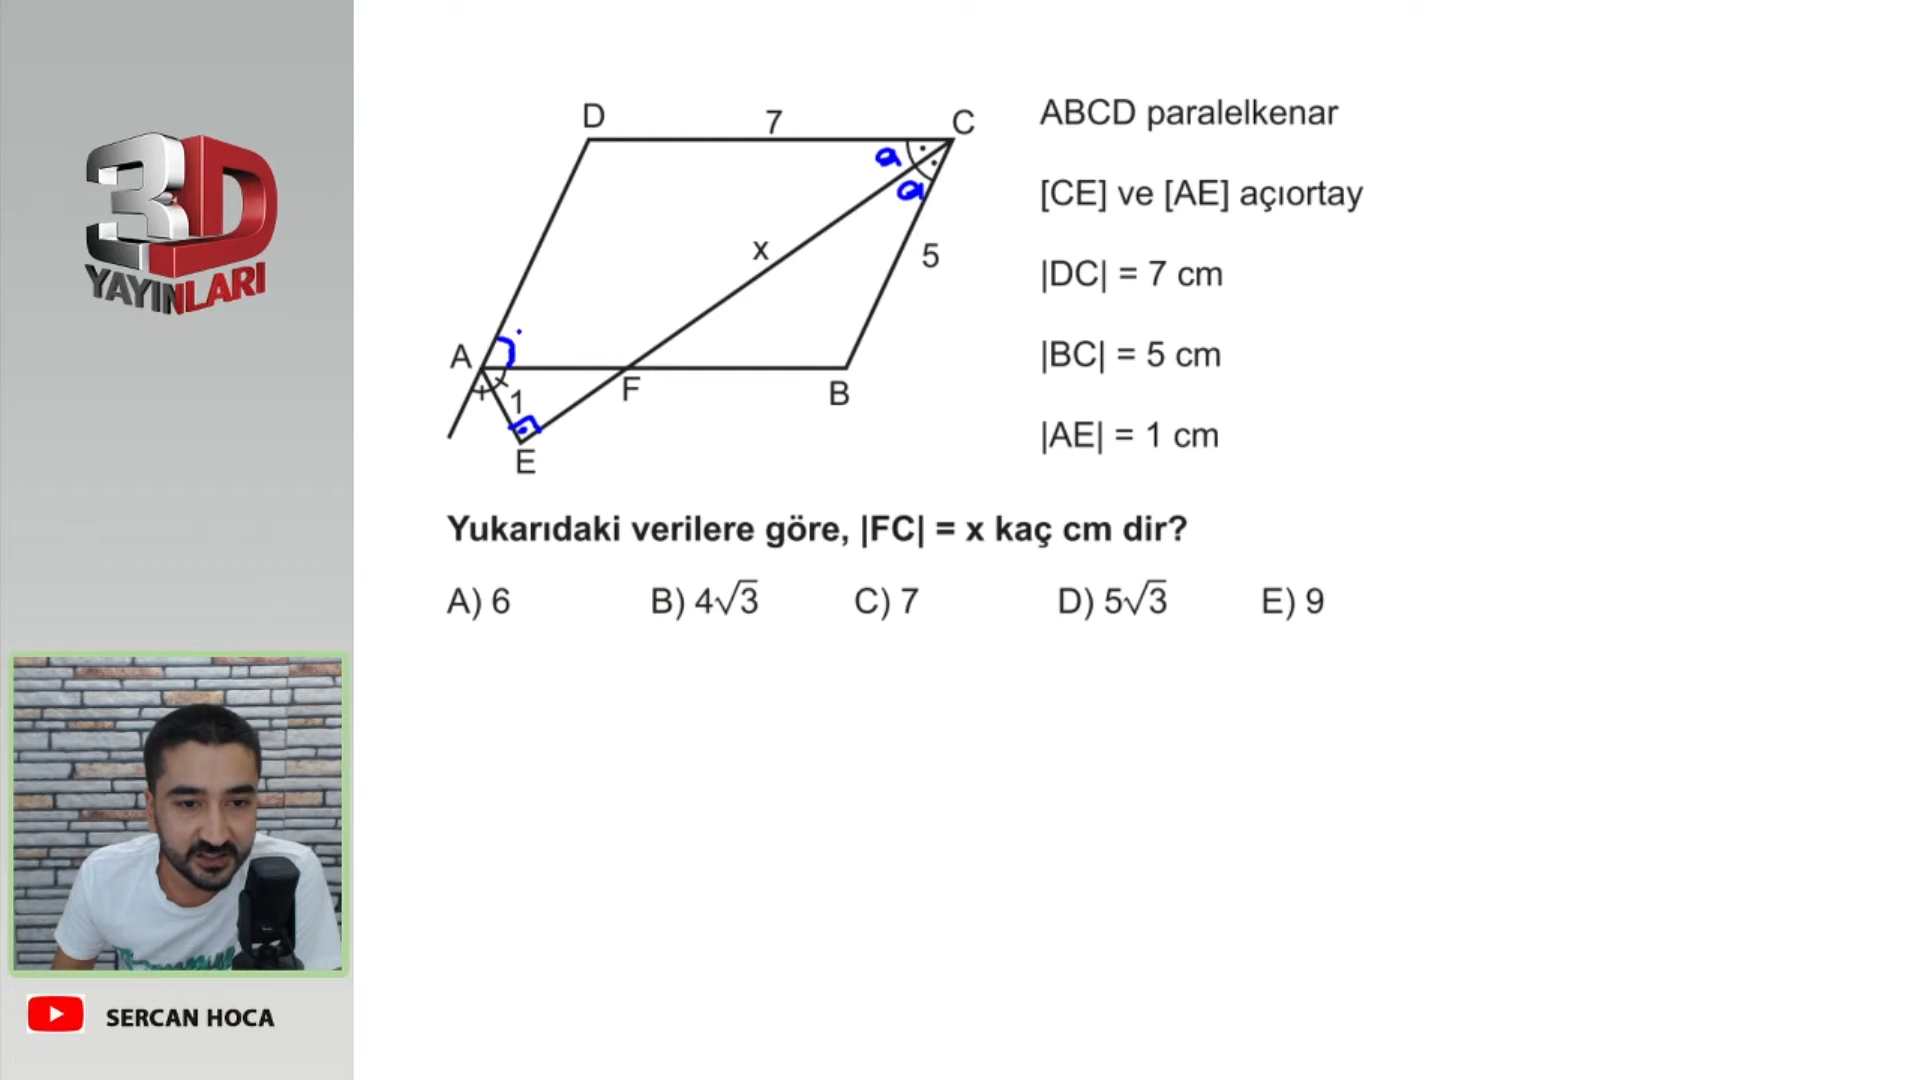 3D
YAYINLARI
D
7
C
a
a
x
5
A
1
F
B
E
ABCD paralelkenar
[CE] ve [AE] açıortay
|DC| = 7 cm
|BC| = 5 cm
|AE| = 1 cm
Yukarıdaki verilere göre, |FC| = x kaç cm dir?
A) 6 B) 4√3 C) 7 D) 5√3 E) 9
SERCAN HOCA